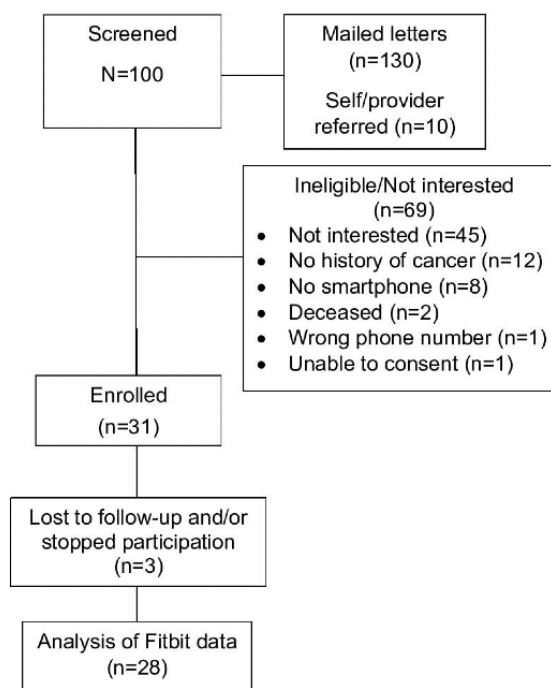 Screened
N=100
Mailed letters
(n=130)
Self/provider
referred (n=10)
Ineligible/Not interested
(n=69)
• Not interested (n=45)
• No history of cancer (n=12)
• No smartphone (n=8)
• Deceased (n=2)
• Wrong phone number (n=1)
• Unable to consent (n=1)
Enrolled
(n=31)
Lost to follow-up and/or
stopped participation
(n=3)
Analysis of Fitbit data
(n=28)